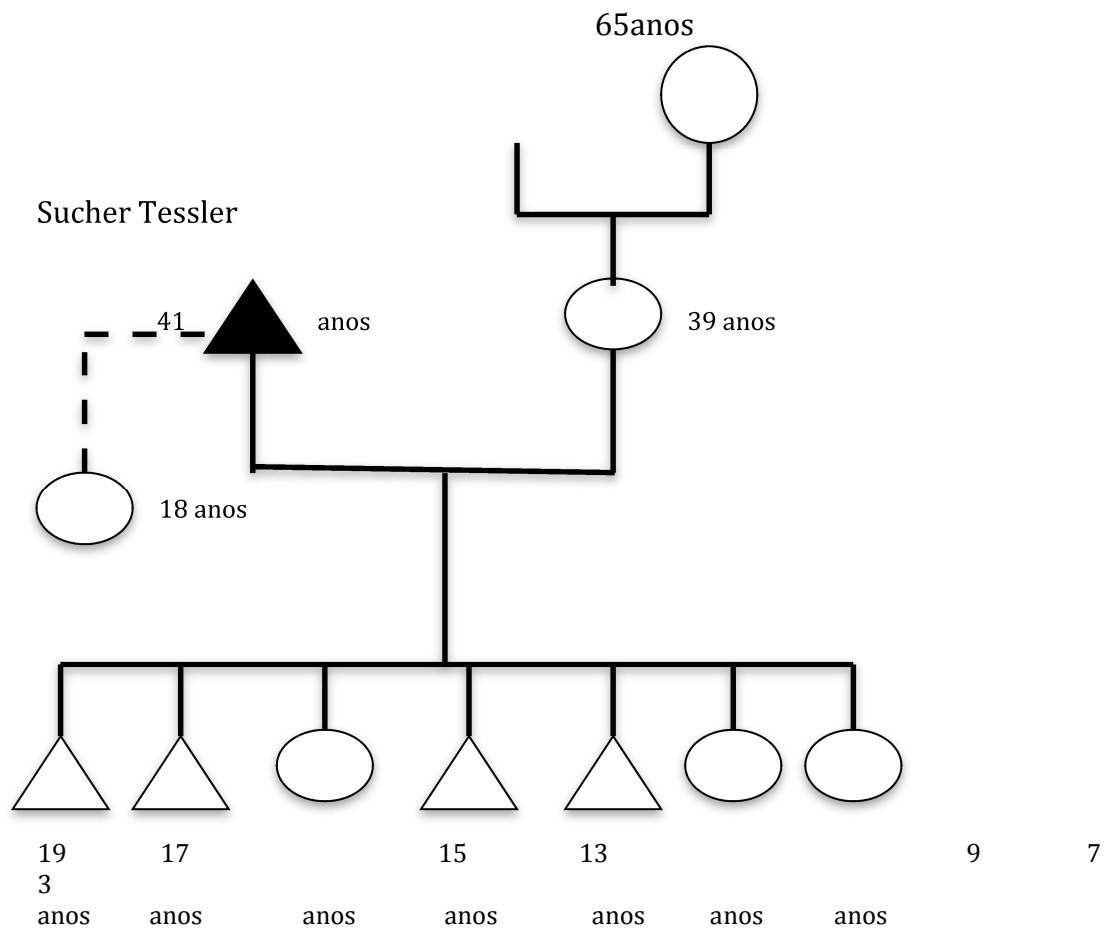 65anos
Sucher Tessler
41 anos 39 anos
18 anos
19 17 15 13 9 7
3
anos anos anos anos anos anos anos